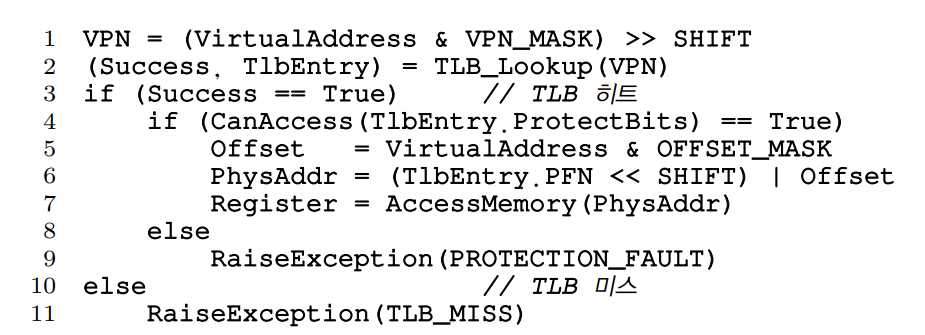 1 VPN = (VirtualAddress & VPN_MASK) >> SHIFT
2 (Success, TlbEntry) = TLB_Lookup(VPN)
3 if (Success == True) // TLB 히트
4 if (CanAccess(TlbEntry.ProtectBits) == True)
5 Offset = VirtualAddress & OFFSET_MASK
6 PhysAddr = (TlbEntry.PFN << SHIFT) | Offset
7 Register = AccessMemory(PhysAddr)
8 else
9 RaiseException(PROTECTION_FAULT)
10 else // TLB 미스
11 RaiseException(TLB_MISS)